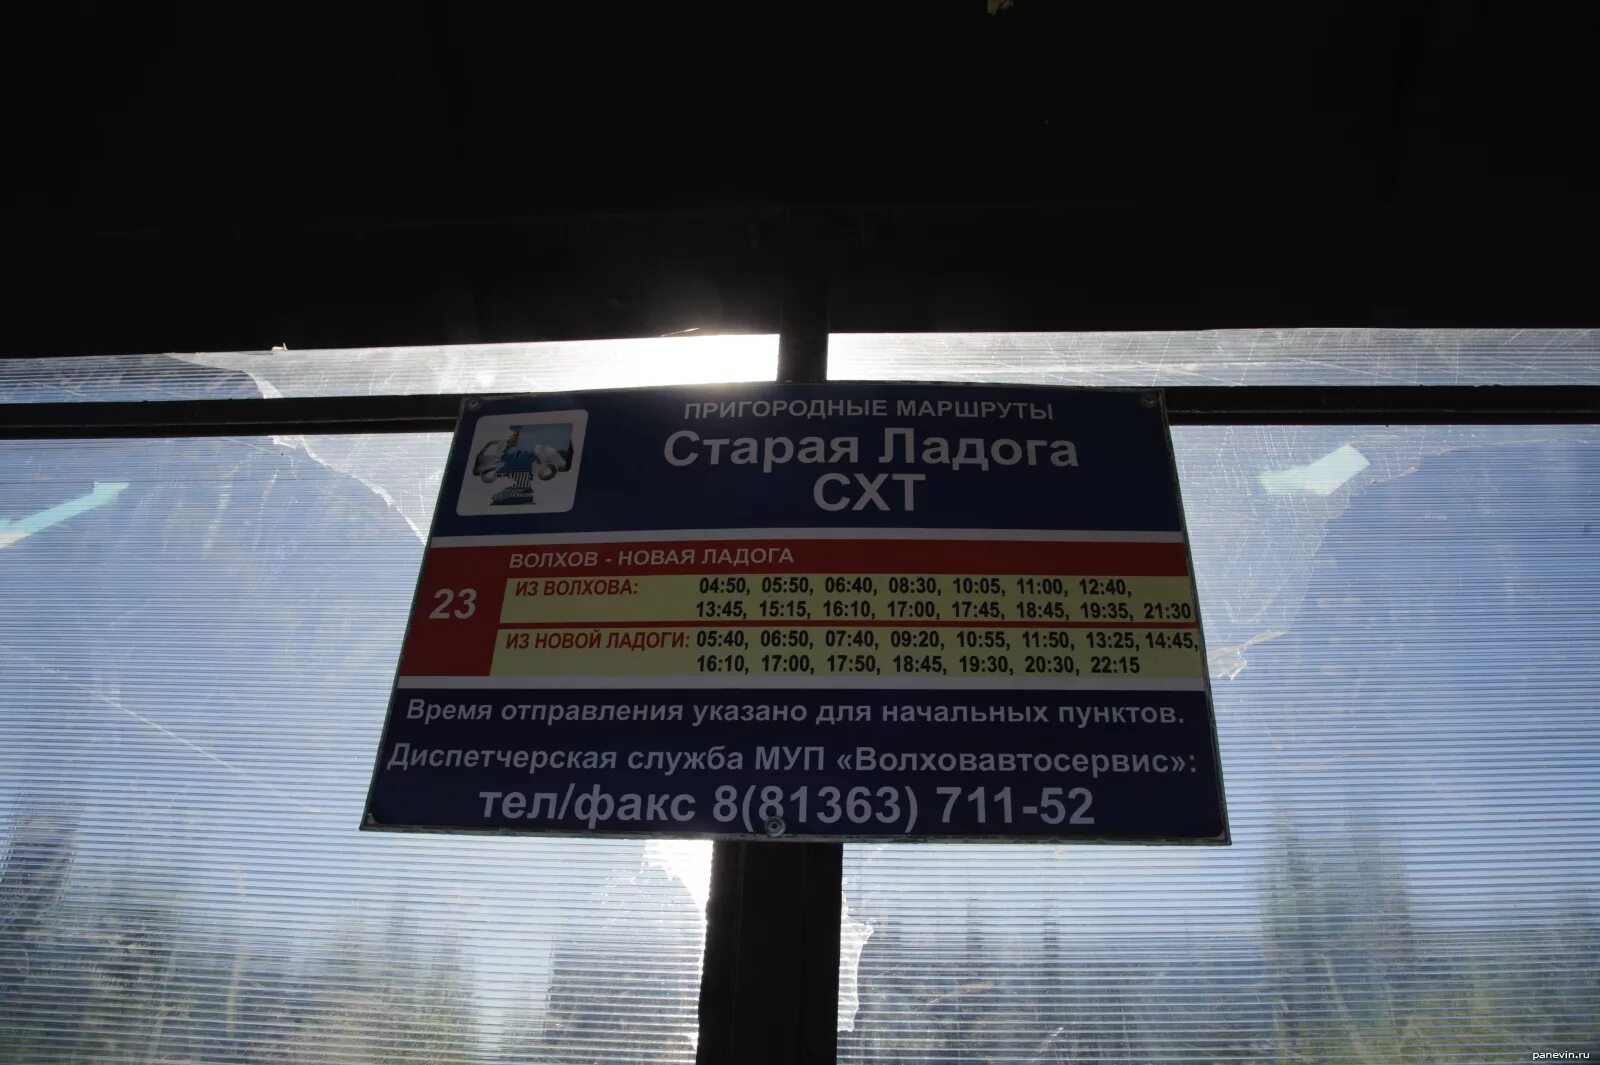 ПРИГОРОДНЫЕ МАРШРУТЫ
Старая Ладога
СХТ
ВОЛХОВ - НОВАЯ ЛАДОГА
23
ИЗ ВОЛХОВА: 04:50, 05:50, 06:40, 08:30, 10:05, 11:00, 12:40,
13:45, 15:15, 16:10, 17:00, 17:45, 18:45, 19:35, 21:30
ИЗ НОВОЙ ЛАДОГИ: 05:40, 06:50, 07:40, 09:20, 10:55, 11:50, 13:25, 14:45,
16:10, 17:00, 17:50, 18:45, 19:30, 20:30, 22:15
Время отправления указано для начальных пунктов.
Диспетчерская служба МУП «Волховавтосервис»:
тел/факс 8(81363) 711-52
panevin.ru